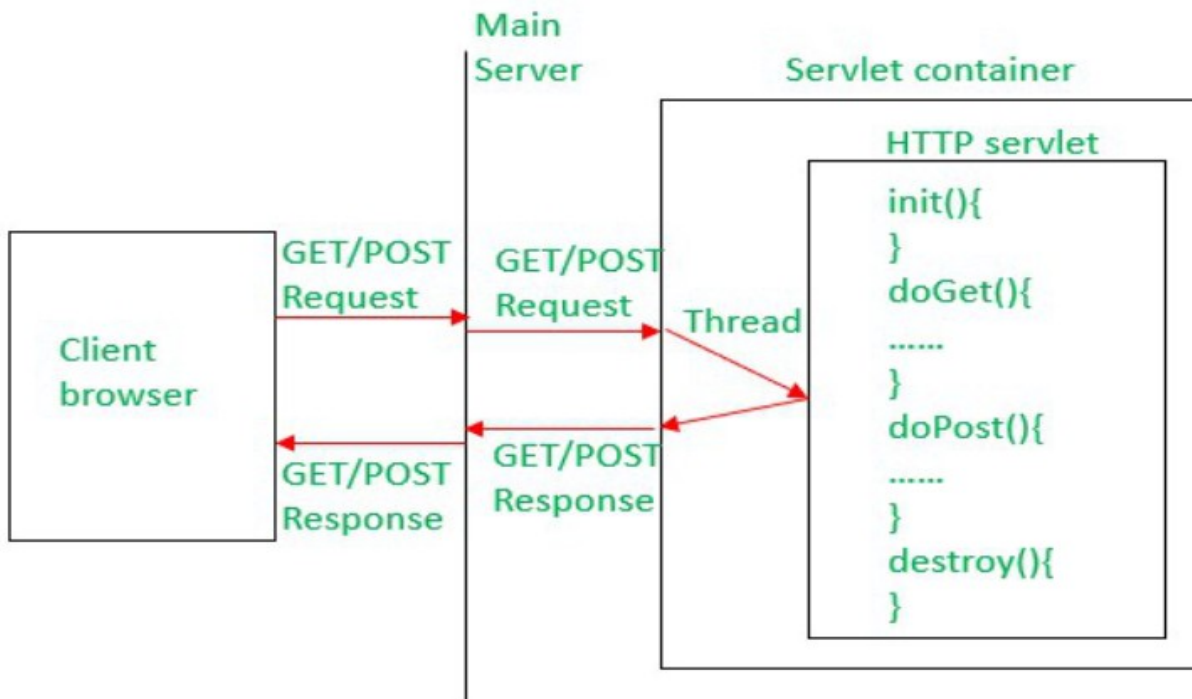 Main
Server
Servlet container
HTTP servlet
init(){
}
doGet(){
......
}
doPost(){
......
}
destroy(){
}
GET/POST
Request
GET/POST
Request
Thread
Client
browser
GET/POST
Response
GET/POST
Response